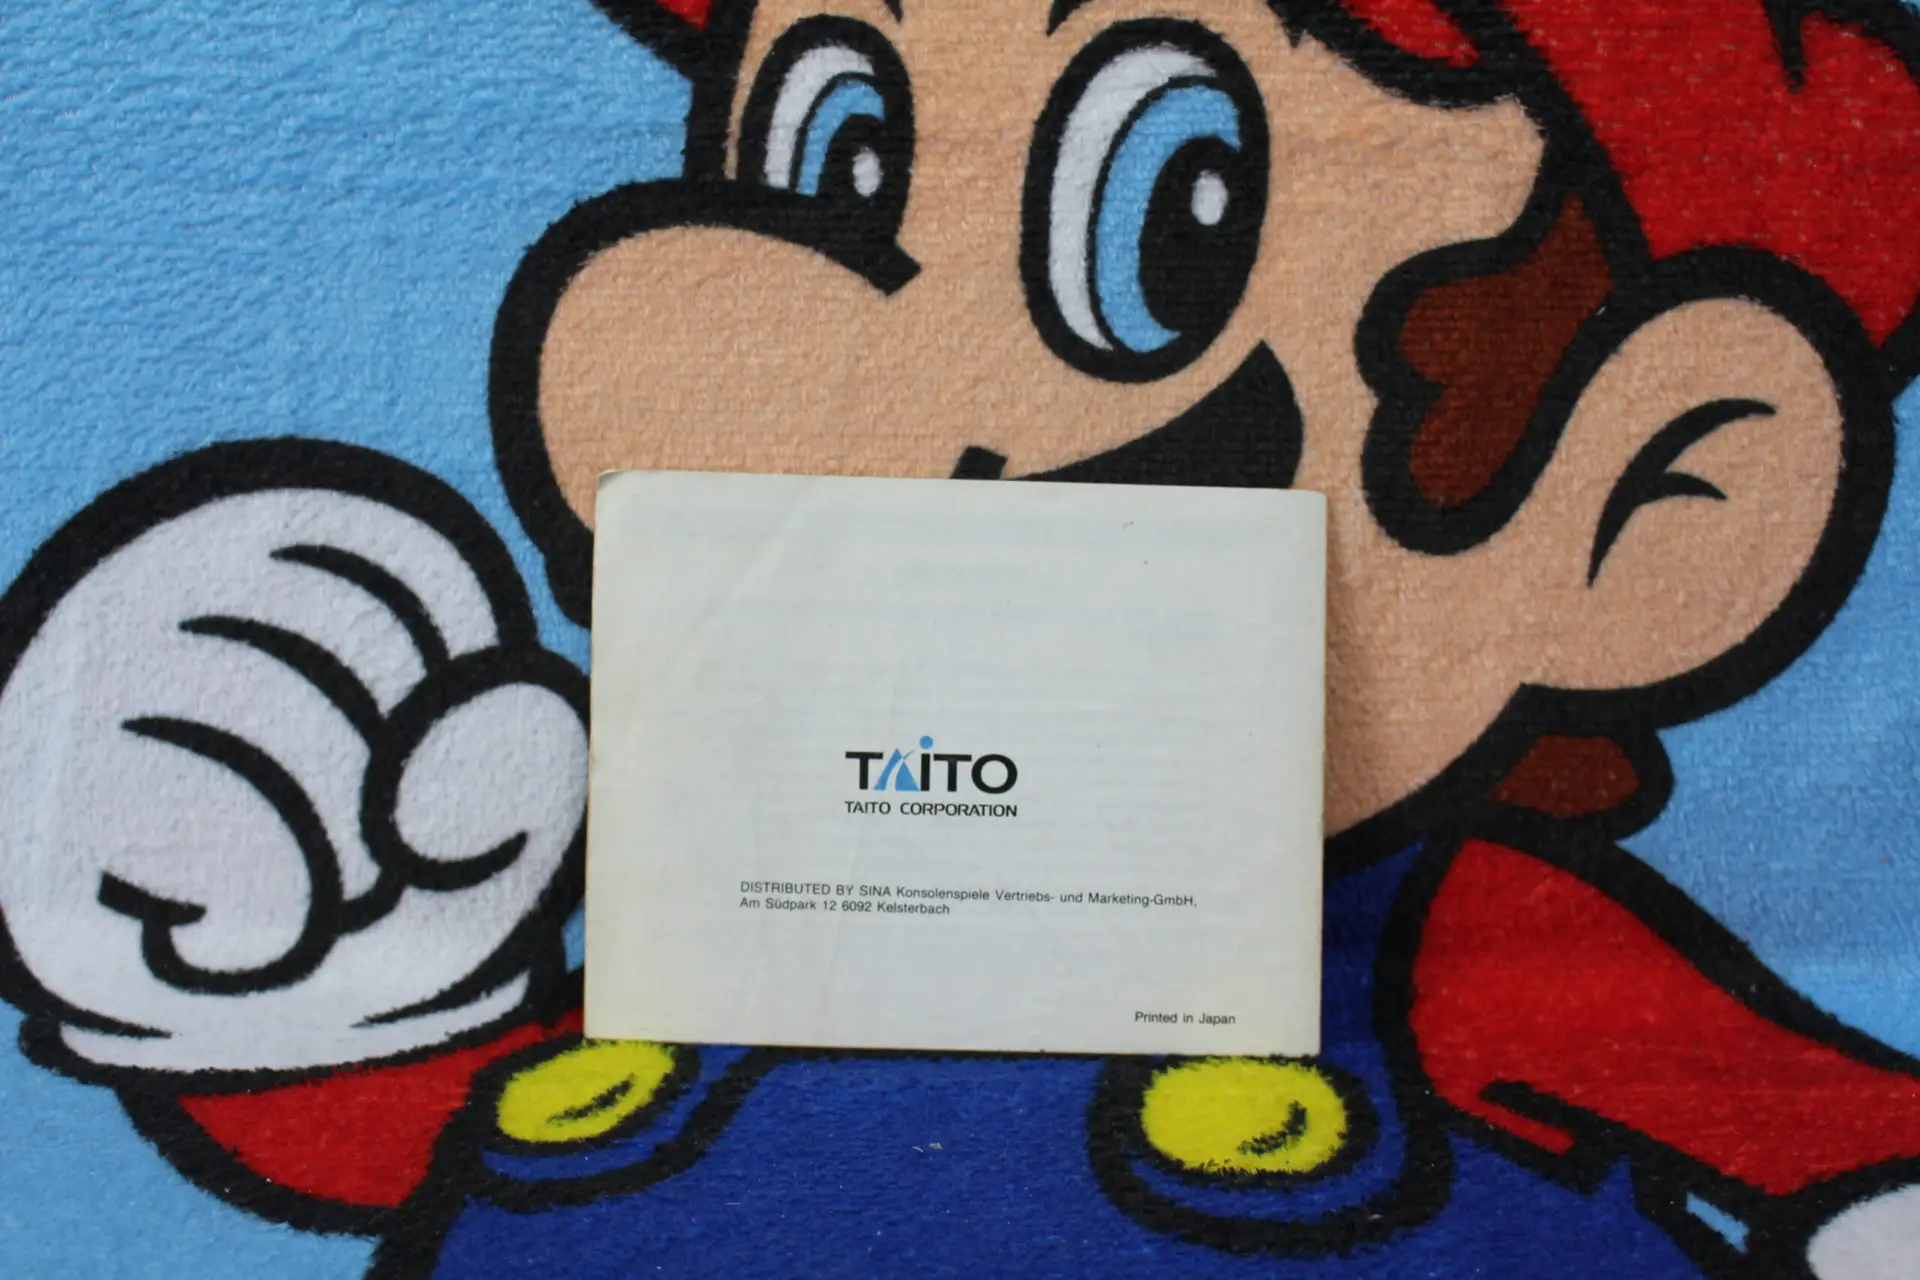 TAITO
TAITO CORPORATION
DISTRIBUTED BY SINA Konsolenspiele Vertriebs- und Marketing-GmbH,
Am Südpark 12 6092 Kelsterbach
Printed in Japan